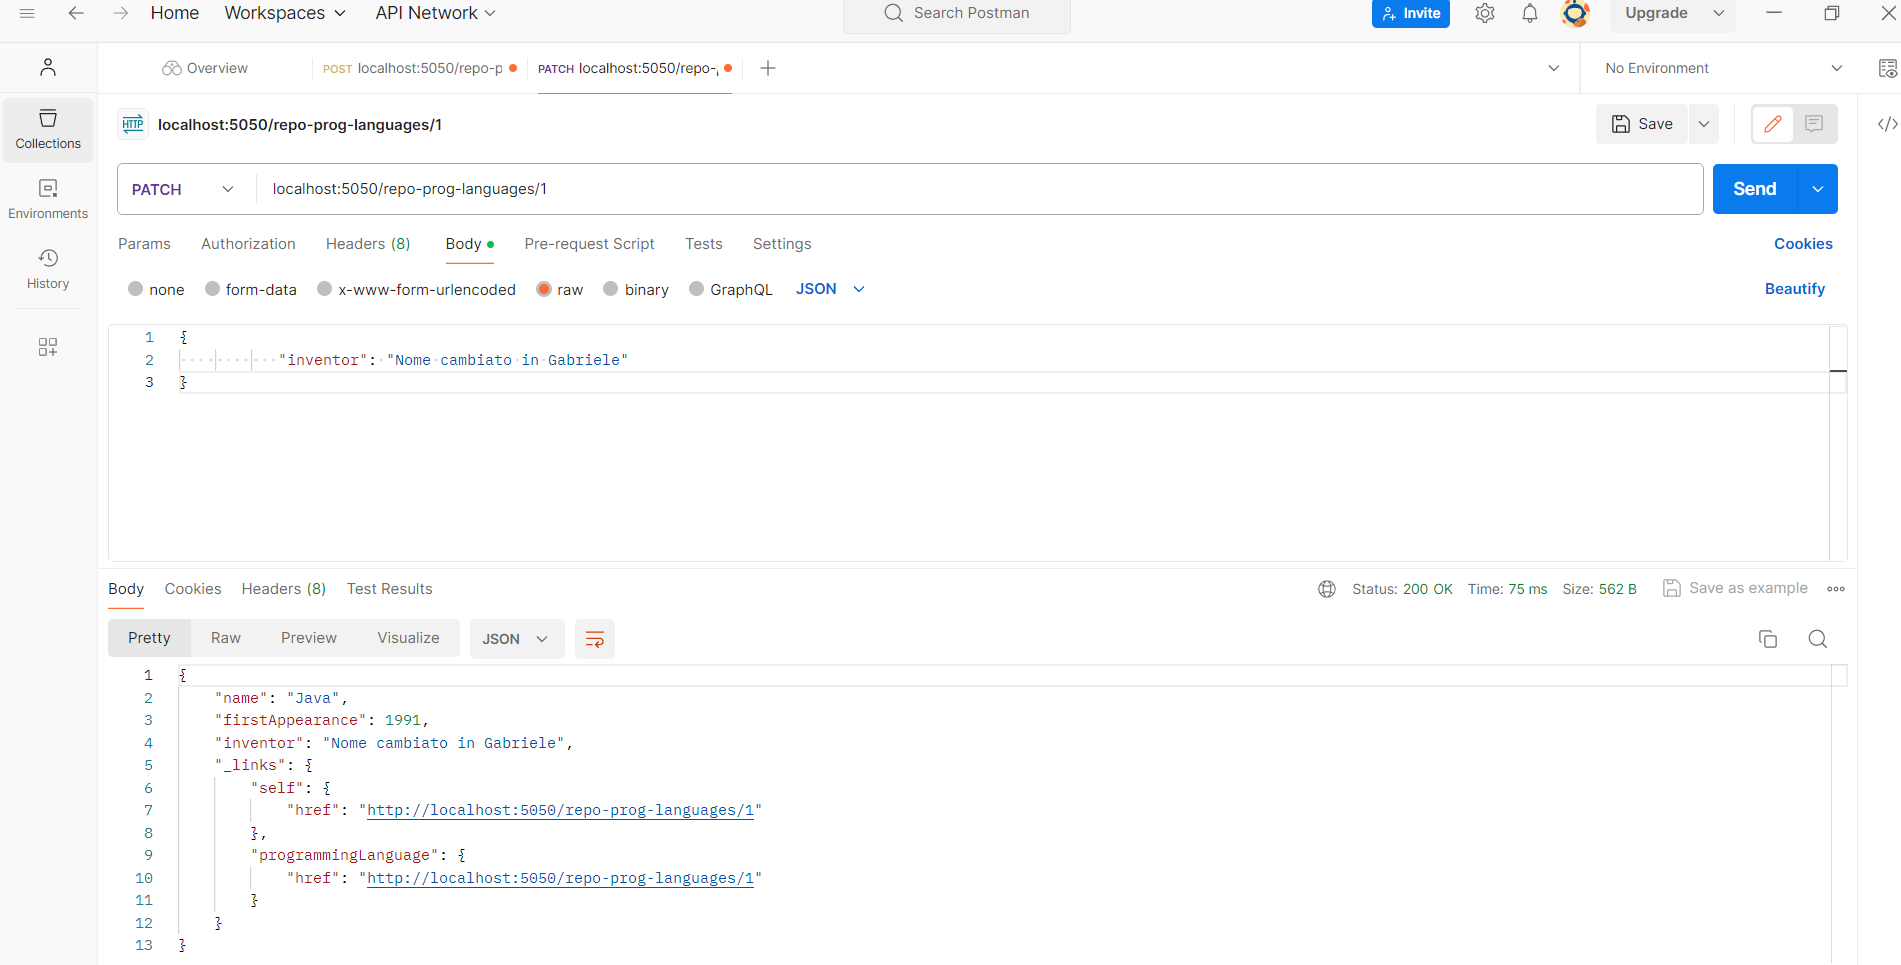 Home Workspaces API Network Search Postman Invite Upgrade
Overview POST localhost:5050/repo-p PATCH localhost:5050/repo- No Environment
HTTP localhost:5050/repo-prog-languages/1 Save
Collections
Environments
History
PATCH localhost:5050/repo-prog-languages/1 Send
Params Authorization Headers (8) Body Pre-request Script Tests Settings Cookies
none form-data x-www-form-urlencoded raw binary GraphQL JSON Beautify
1 {
2 "inventor": "Nome cambiato in Gabriele"
3 }
Body Cookies Headers (8) Test Results Status: 200 OK Time: 75 ms Size: 562 B Save as example
Pretty Raw Preview Visualize JSON
1 {
2 "name": "Java",
3 "firstAppearance": 1991,
4 "inventor": "Nome cambiato in Gabriele",
5 "_links": {
6 "self": {
7 "href": "http://localhost:5050/repo-prog-languages/1"
8 },
9 "programmingLanguage": {
10 "href": "http://localhost:5050/repo-prog-languages/1"
11 }
12 }
13 }